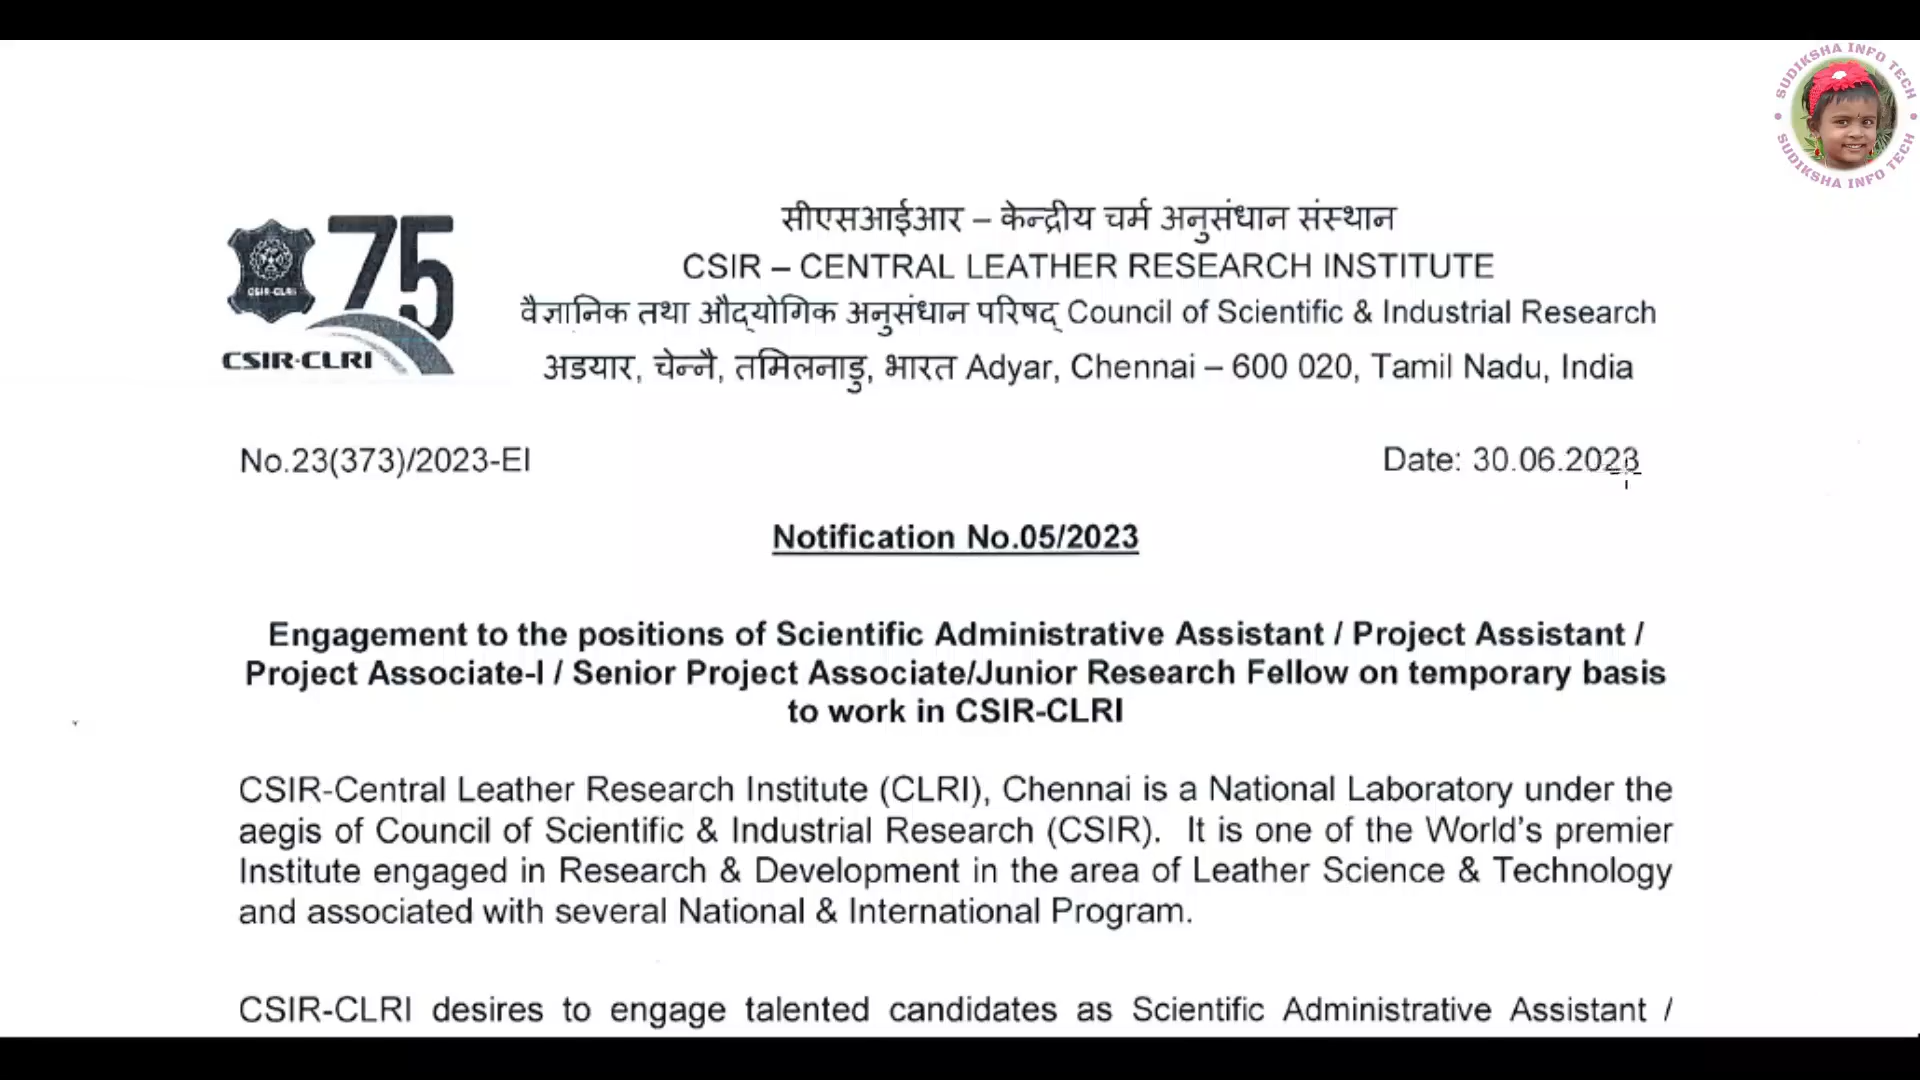 SUDIKSHA INFO TECH
SUDIKSHA INFO TECH
75
CSIR-CLRI
CSIR-CLRI
सीएसआईआर – केन्द्रीय चर्म अनुसंधान संस्थान
CSIR – CENTRAL LEATHER RESEARCH INSTITUTE
वैज्ञानिक तथा औद्योगिक अनुसंधान परिषद् Council of Scientific & Industrial Research
अडयार, चेन्नै, तमिलनाडु, भारत Adyar, Chennai – 600 020, Tamil Nadu, India
No.23(373)/2023-EI
Date: 30.06.2023
Notification No.05/2023
Engagement to the positions of Scientific Administrative Assistant / Project Assistant /
Project Associate-I / Senior Project Associate/Junior Research Fellow on temporary basis
to work in CSIR-CLRI
CSIR-Central Leather Research Institute (CLRI), Chennai is a National Laboratory under the
aegis of Council of Scientific & Industrial Research (CSIR). It is one of the World's premier
Institute engaged in Research & Development in the area of Leather Science & Technology
and associated with several National & International Program.
CSIR-CLRI desires to engage talented candidates as Scientific Administrative Assistant /